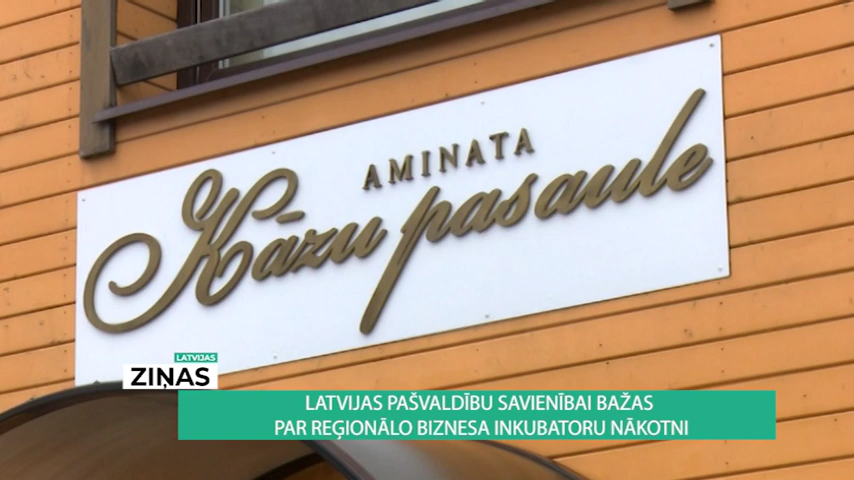 AMINATA
Kāzu pasaule
LATVIJAS
ZIŅAS
LATVIJAS PAŠVALDĪBU SAVIENĪBAI BAŽAS
PAR REĢIONĀLO BIZNESA INKUBATORU NĀKOTNI